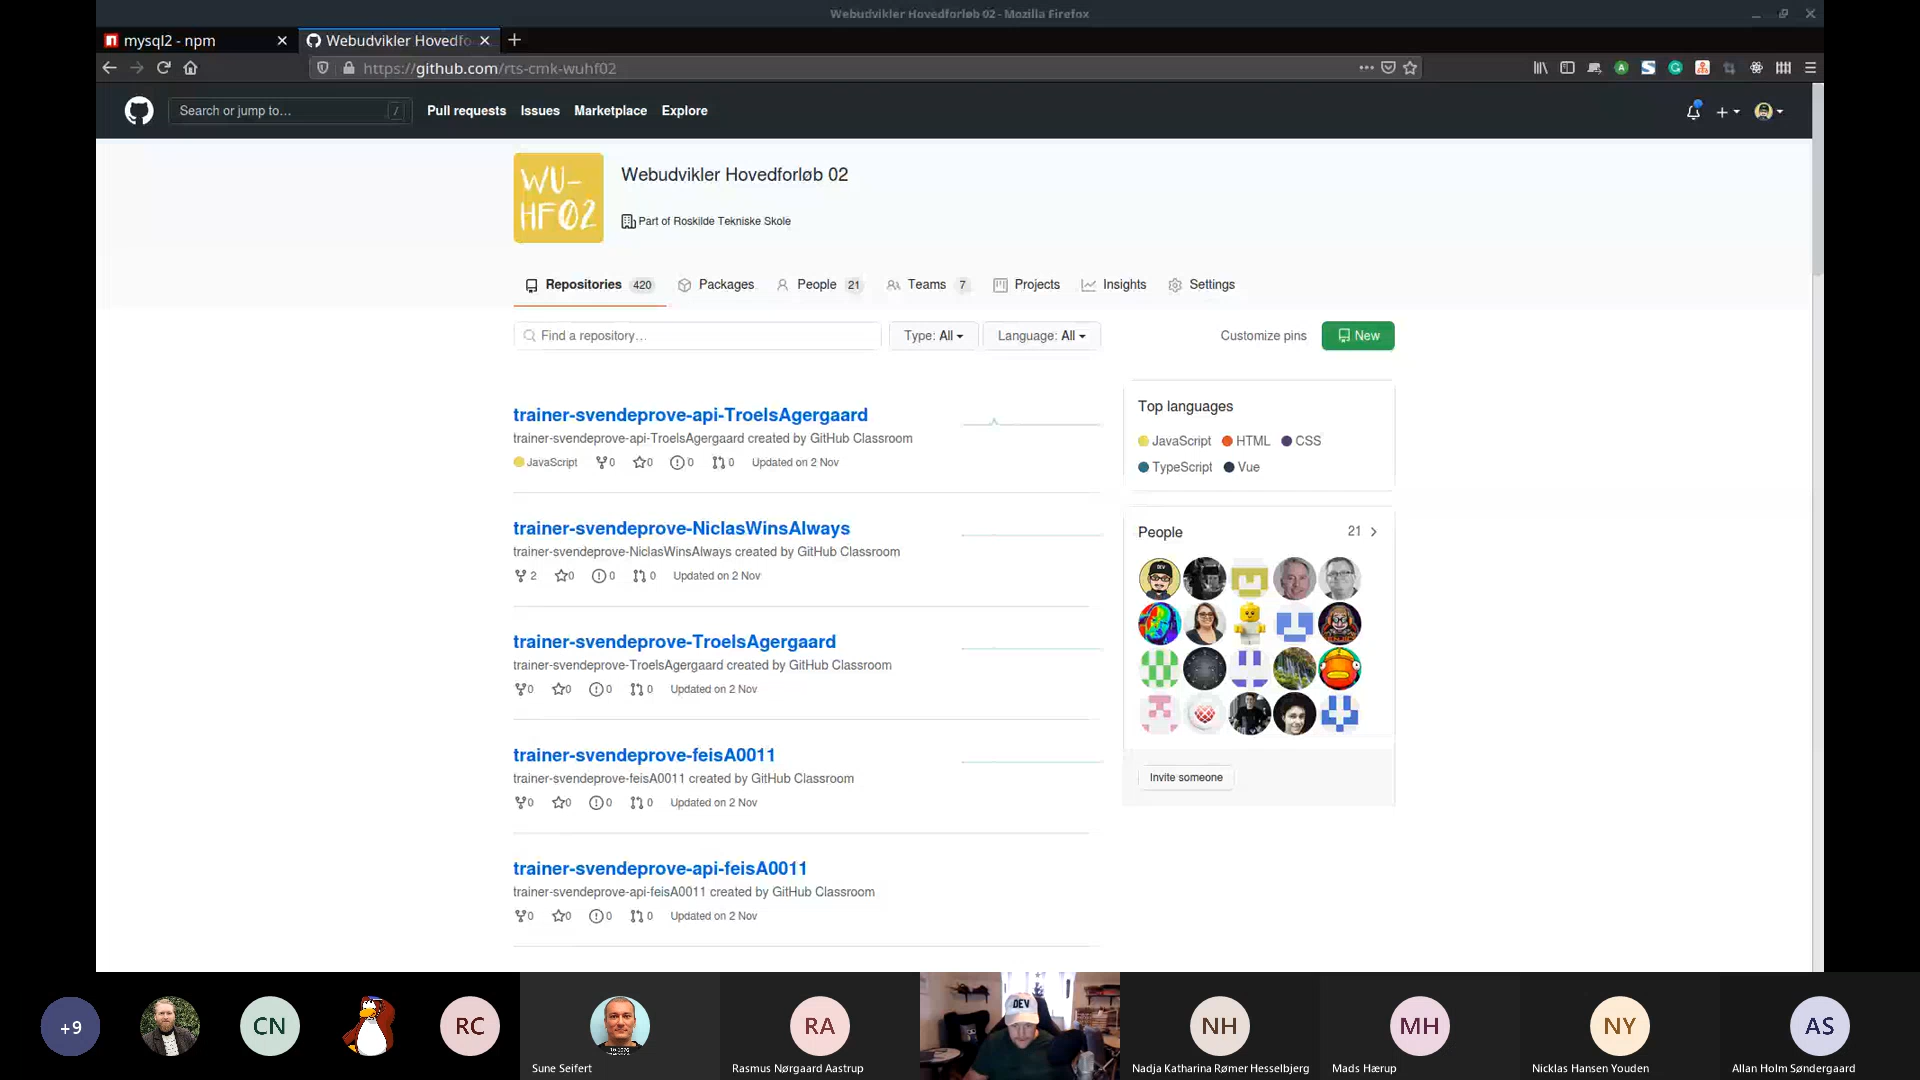 Webudvikler Hovedforløb 02 - Mozilla Firefox
mysql2 - npm
Webudvikler Hovedfo
https://github.com/rts-cmk-wuhf02
Search or jump to...
/
Pull requests Issues Marketplace Explore
WU-
HF02
Webudvikler Hovedforløb 02
Part of Roskilde Tekniske Skole
Repositories 420 Packages People 21 Teams 7 Projects Insights Settings
Find a repository...
Type: All
Language: All
Customize pins
New
trainer-svendeprove-api-TroelsAgergaard
trainer-svendeprove-api-TroelsAgergaard created by GitHub Classroom
JavaScript 0 0 0 0 Updated on 2 Nov
trainer-svendeprove-NiclasWinsAlways
trainer-svendeprove-NiclasWinsAlways created by GitHub Classroom
2 0 0 0 Updated on 2 Nov
trainer-svendeprove-TroelsAgergaard
trainer-svendeprove-TroelsAgergaard created by GitHub Classroom
0 0 0 0 Updated on 2 Nov
trainer-svendeprove-feisA0011
trainer-svendeprove-feisA0011 created by GitHub Classroom
0 0 0 0 Updated on 2 Nov
trainer-svendeprove-api-feisA0011
trainer-svendeprove-api-feisA0011 created by GitHub Classroom
0 0 0 0 Updated on 2 Nov
Top languages
JavaScript HTML CSS
TypeScript Vue
People 21
Invite someone
+9
CN
RC
Sune Seifert
RA
Rasmus Nørgaard Aastrup
DEV
NH
Nadja Katharina Rømer Hesselbjerg
MH
Mads Hærup
NY
Nicklas Hansen Youden
AS
Allan Holm Søndergaard